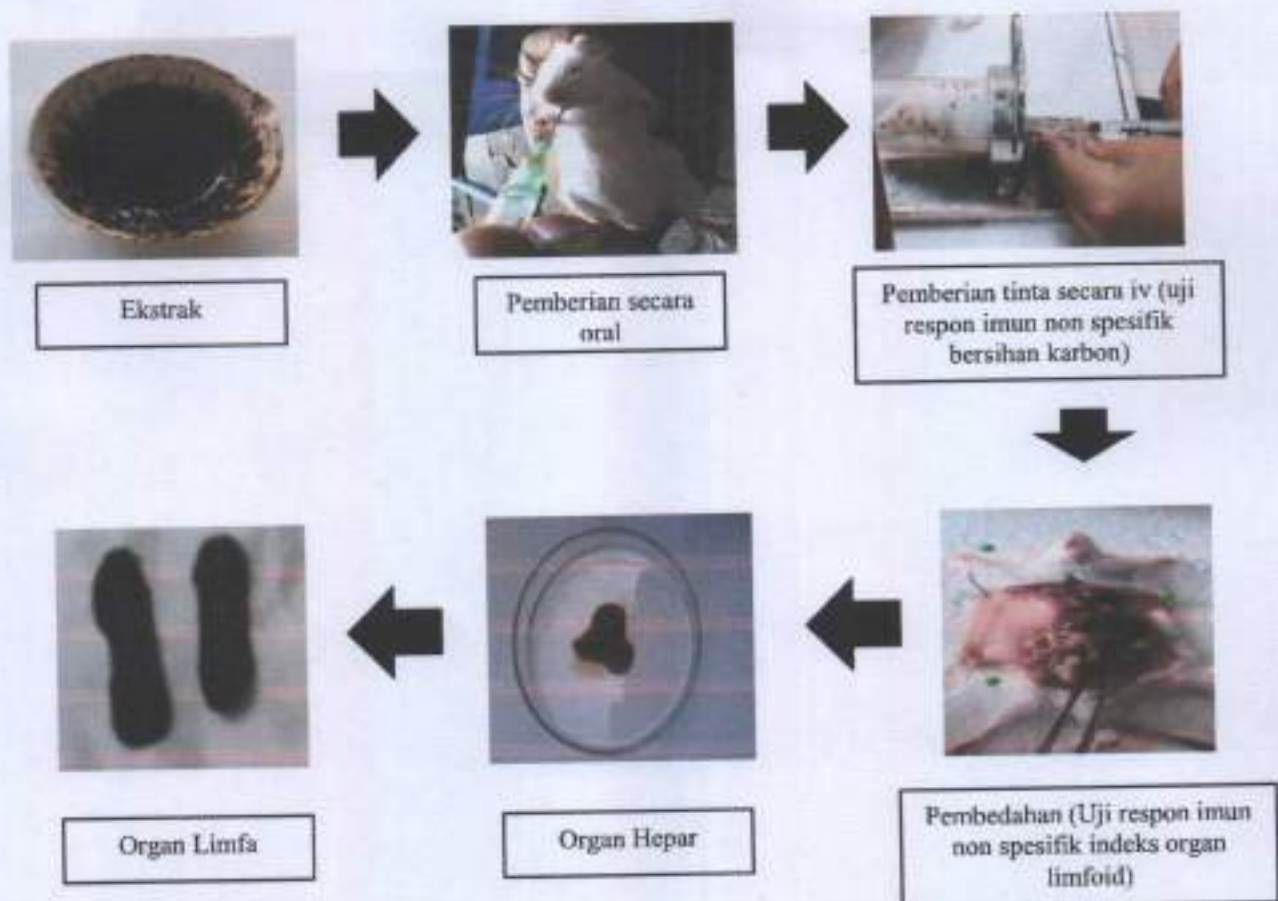 Ekstrak
Pemberian secara
oral
Pemberian tinta secara iv (uji
respon imun non spesifik
bersihan karbon)
Organ Limfa
Organ Hepar
Pembedahan (Uji respon imun
non spesifik indeks organ
limfoid)